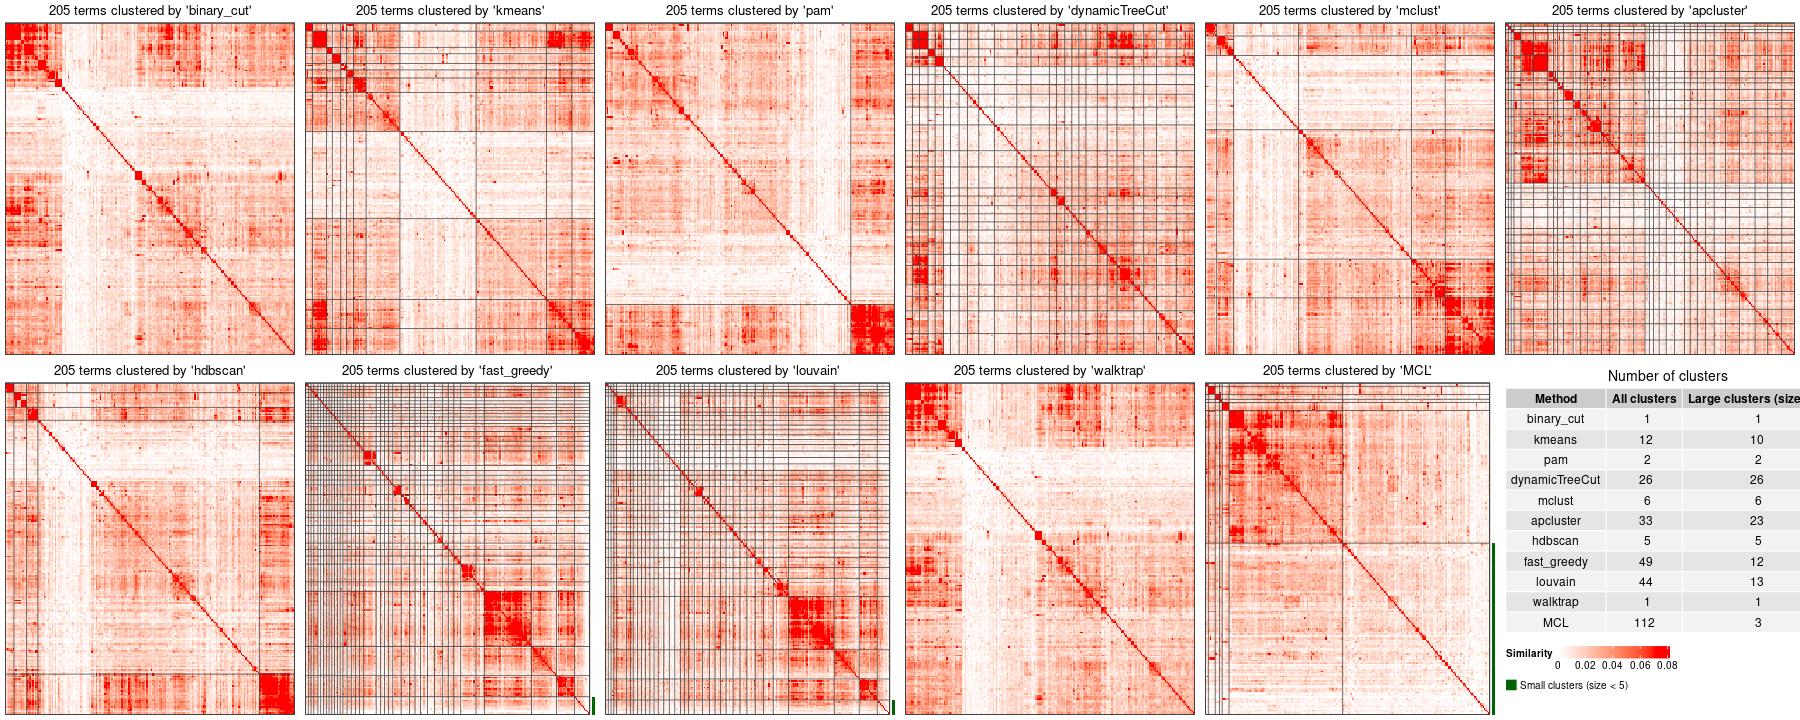 205 terms clustered by 'binary_cut'
205 terms clustered by 'kmeans'
205 terms clustered by 'pam'
205 terms clustered by 'dynamicTreeCut'
205 terms clustered by 'mclust'
205 terms clustered by 'apcluster'
205 terms clustered by 'hdbscan'
205 terms clustered by 'fast_greedy'
205 terms clustered by 'louvain'
205 terms clustered by 'walktrap'
205 terms clustered by 'MCL'
Number of clusters
Method All clusters Large clusters (size
binary_cut 1 1
kmeans 12 10
pam 2 2
dynamicTreeCut 26 26
mclust 6 6
apcluster 33 23
hdbscan 5 5
fast_greedy 49 12
louvain 44 13
walktrap 1 1
MCL 112 3
Similarity
0 0.02 0.04 0.06 0.08
Small clusters (size < 5)